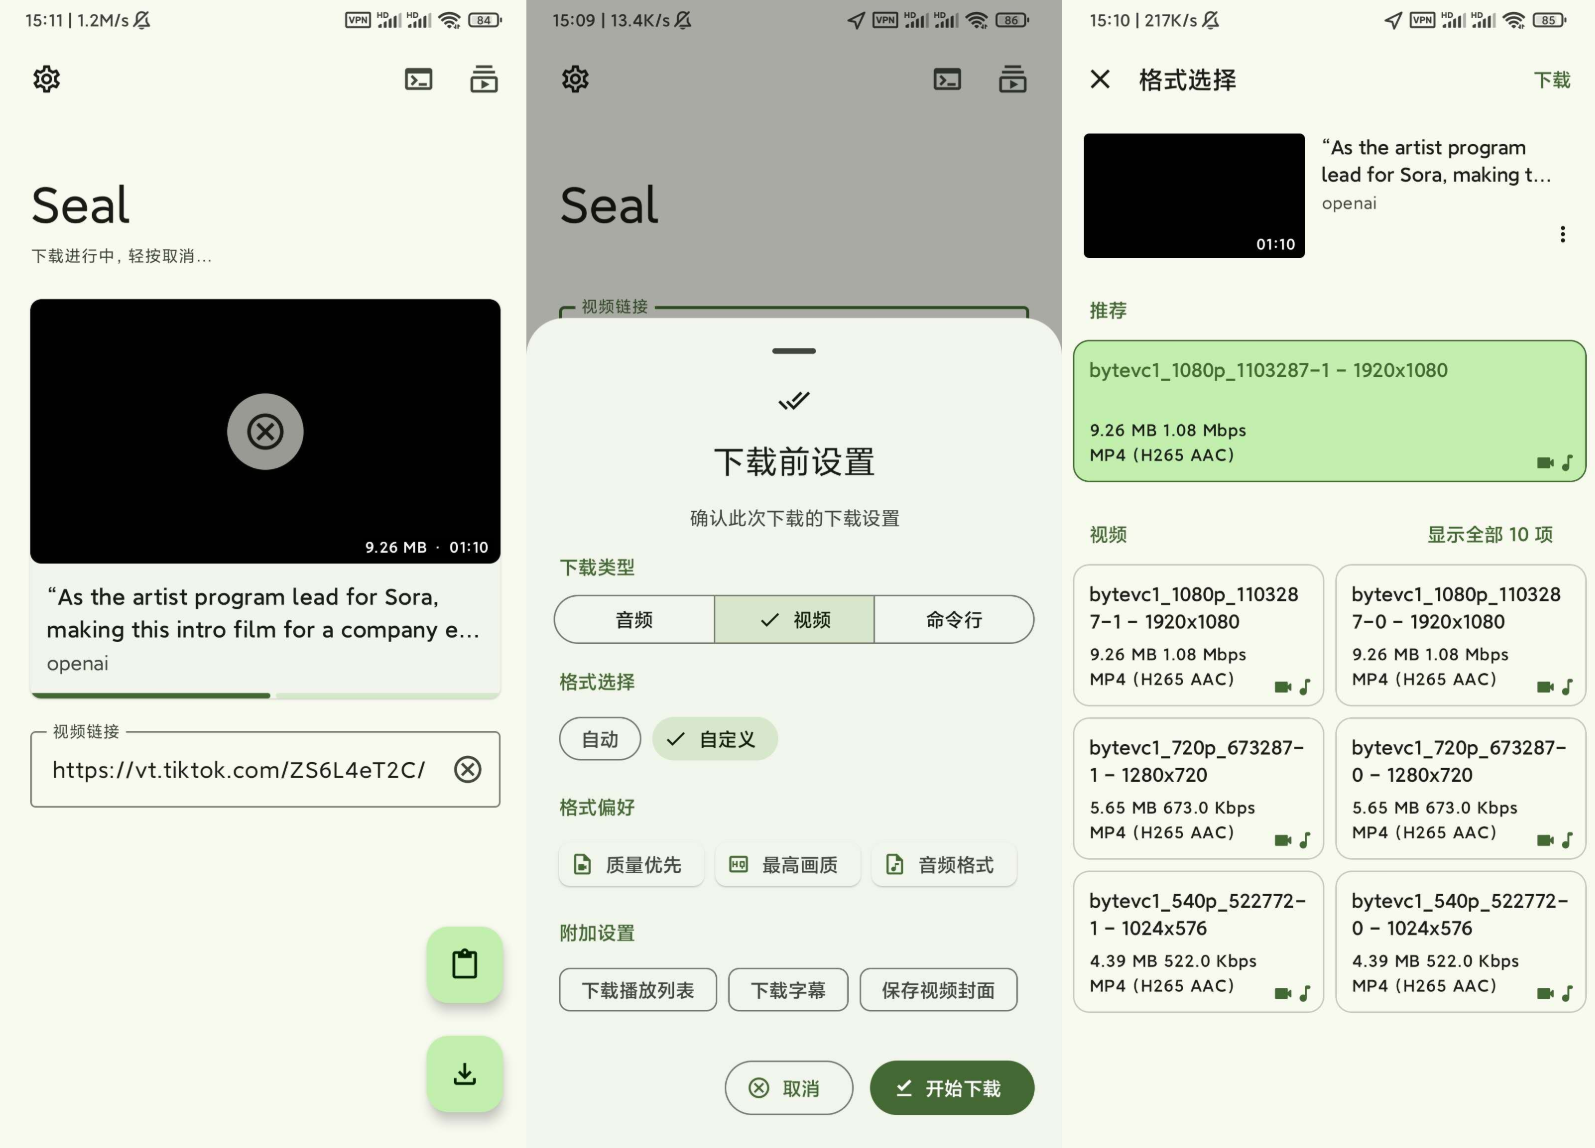 15:11 | 1.2M/s
VPN HD HD 84
Seal
下载进行中，轻按取消...
9.26 MB · 01:10
“As the artist program lead for Sora,
making this intro film for a company e...
openai
视频链接
https://vt.tiktok.com/ZS6L4eT2C/
15:09 | 13.4K/s
VPN HD HD 86
Seal
视频链接
下载前设置
确认此次下载的下载设置
下载类型
音频 视频 命令行
格式选择
自动 自定义
格式偏好
质量优先 HQ 最高画质 音频格式
附加设置
下载播放列表 下载字幕 保存视频封面
取消 开始下载
15:10 | 217K/s
VPN HD HD 85
格式选择 下载
01:10
“As the artist program
lead for Sora, making t...
openai
推荐
bytevc1_1080p_1103287-1 - 1920x1080
9.26 MB 1.08 Mbps
MP4 (H265 AAC)
视频 显示全部 10 项
bytevc1_110328
bytevc1_1080p_110328
7-1 - 1920x1080
9.26 MB 1.08 Mbps
MP4 (H265 AAC)
bytevc1_1080p_110328
7-0 - 1920x1080
9.26 MB 1.08 Mbps
MP4 (H265 AAC)
bytevc1_720p_673287-
1 - 1280x720
5.65 MB 673.0 Kbps
MP4 (H265 AAC)
bytevc1_720p_673287-
0 - 1280x720
5.65 MB 673.0 Kbps
MP4 (H265 AAC)
bytevc1_540p_522772-
1 - 1024x576
4.39 MB 522.0 Kbps
MP4 (H265 AAC)
bytevc1_540p_522772-
0 - 1024x576
4.39 MB 522.0 Kbps
MP4 (H265 AAC)